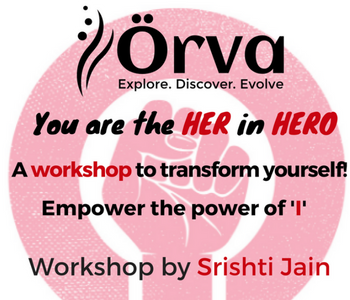 Örva
Explore. Discover. Evolve
You are the HER in HERO
A workshop to transform yourself!
Empower the power of 'I'
Workshop by Srishti Jain